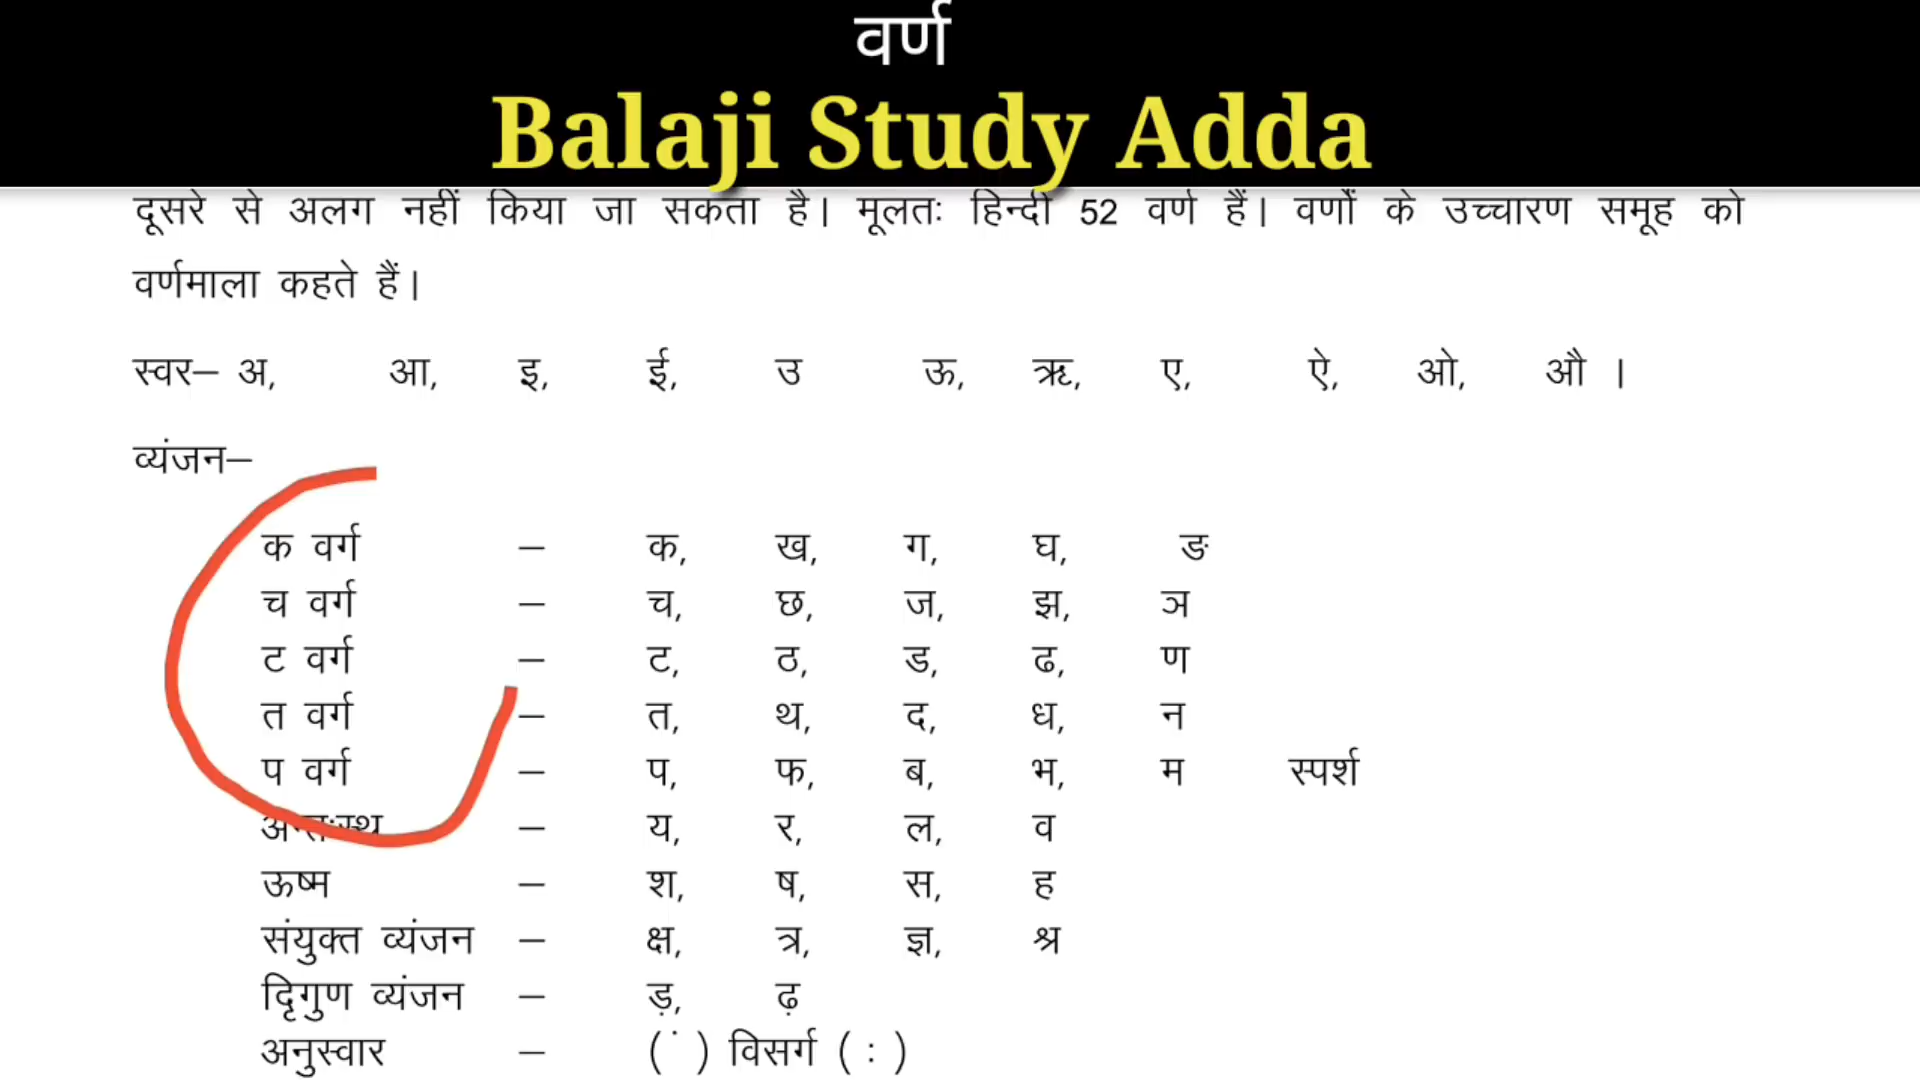 वर्ण
Balaji Study Adda
दूसरे से अलग नहीं किया जा सकता है। मूलतः हिन्दी 52 वर्ण हैं। वर्णों के उच्चारण समूह को
वर्णमाला कहते हैं।
स्वर– अ, आ, इ, ई, उ ऊ, ऋ, ए, ऐ, ओ, औ ।
व्यंजन–
क वर्ग – क, ख, ग, घ, ङ
च वर्ग – च, छ, ज, झ, ञ
ट वर्ग – ट, ठ, ड, ढ, ण
त वर्ग – त, थ, द, ध, न
प वर्ग – प, फ, ब, भ, म स्पर्श
अन्तःस्थ – य, र, ल, व
ऊष्म – श, ष, स, ह
संयुक्त व्यंजन – क्ष, त्र, ज्ञ, श्र
दृिगुण व्यंजन – ड़, ढ़
अनुस्वार – ( ं ) विसर्ग ( : )